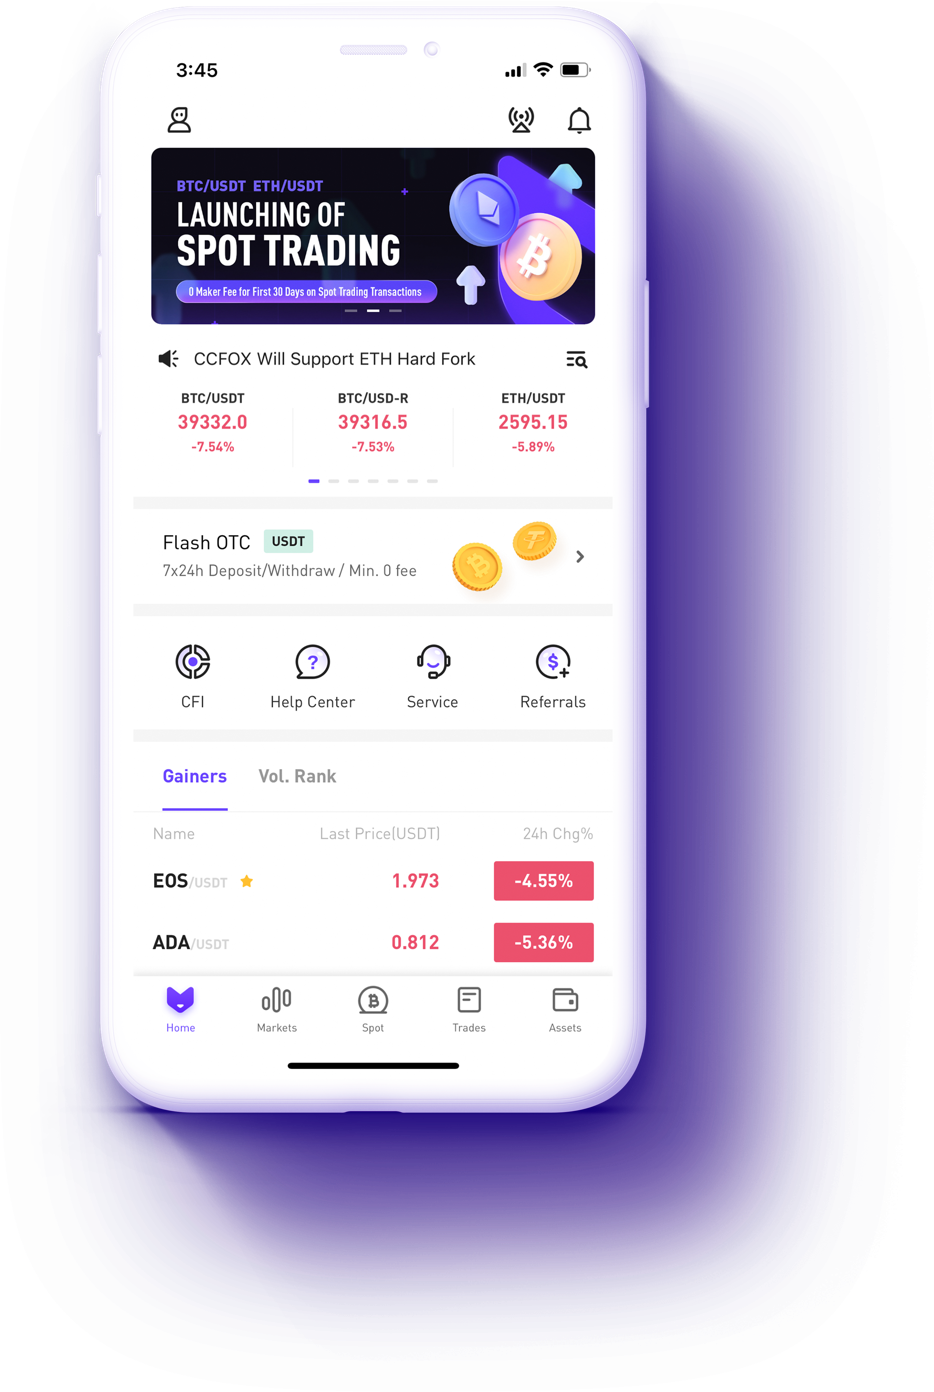 3:45
BTC/USDT ETH/USDT
LAUNCHING OF
SPOT TRADING
0 Maker Fee for First 30 Days on Spot Trading Transactions
CCFOX Will Support ETH Hard Fork
BTC/USDT BTC/USD-R ETH/USDT
39332.0 39316.5 2595.15
-7.54% -7.53% -5.89%
Flash OTC USDT
7x24h Deposit/Withdraw / Min. 0 fee
CFI Help Center Service Referrals
Gainers Vol. Rank
Name Last Price(USDT) 24h Chg%
EOS/USDT 1.973 -4.55%
ADA/USDT 0.812 -5.36%
Home Markets Spot Trades Assets